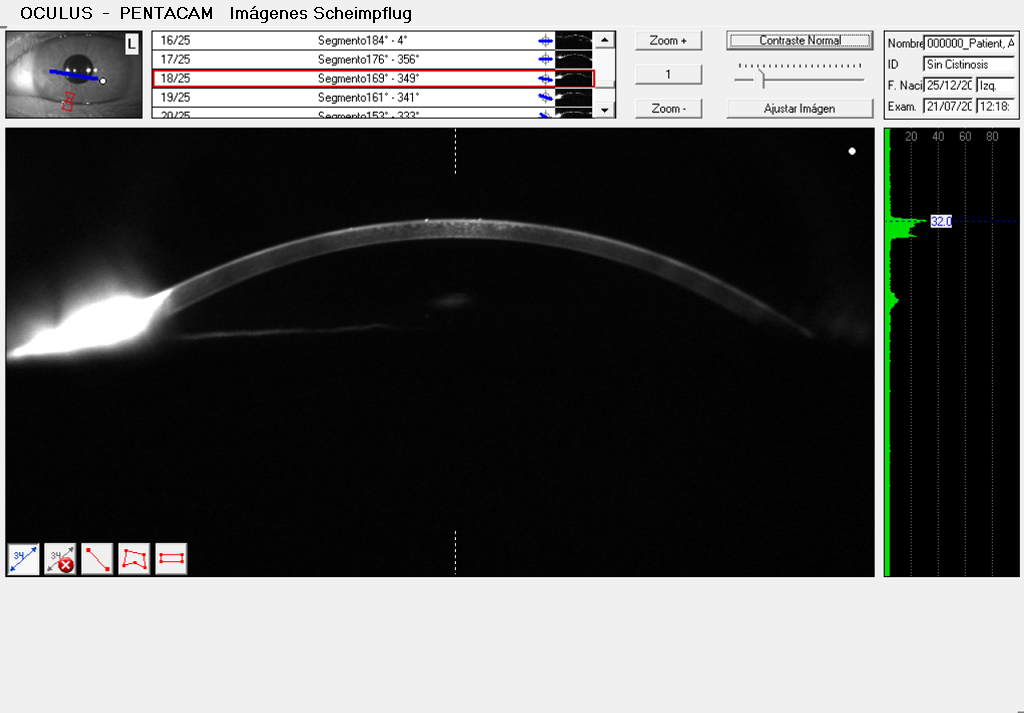 OCULUS - PENTACAM Imágenes Scheimpflug
L
16/25 Segmento184° - 4°
17/25 Segmento176° - 356°
18/25 Segmento169° - 349°
19/25 Segmento161° - 341°
20/25 Segmento153° - 333°
Zoom +
1
Zoom -
Contraste Normal
Ajustar Imágen
Nombre 000000_Patient, A
ID Sin Cistinosis
F. Naci 25/12/20 Izq.
Exam. 21/07/20 12:18:
20 40 60 80
32.0
34
34